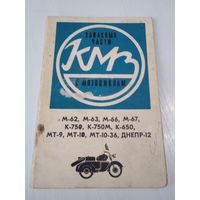 ЗАПАСНЫЕ ЧАСТИ
КМЗ
К МОТОЦИКЛАМ
М-62, М-63, М-66, М-67,
К-750, К-750М, К-650,
МТ-9, МТ-10, МТ-10-36, ДНЕПР-12